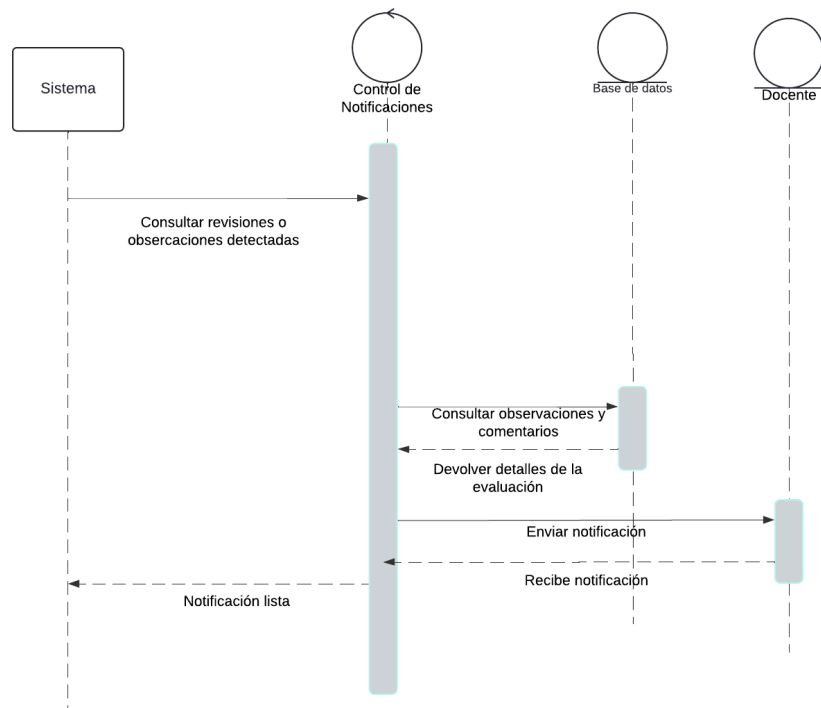 Sistema
Control de
Notificaciones
Base de datos
Docente
Consultar revisiones o
obsercaciones detectadas
Consultar observaciones y
comentarios
Devolver detalles de la
evaluación
Enviar notificación
Recibe notificación
Notificación lista